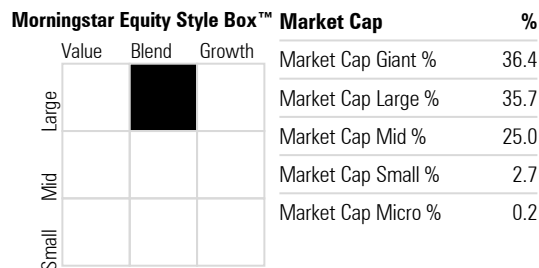 Morningstar Equity Style Box™
Value Blend Growth
Large
Mid
Small
Market Cap %
Market Cap Giant % 36.4
Market Cap Large % 35.7
Market Cap Mid % 25.0
Market Cap Small % 2.7
Market Cap Micro % 0.2